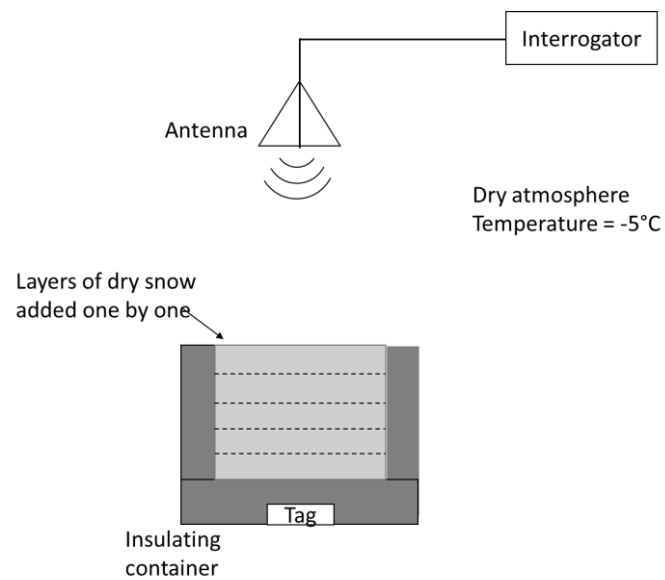 Interrogator
Antenna
Dry atmosphere
Temperature = -5°C
Layers of dry snow
added one by one
Tag
Insulating
container